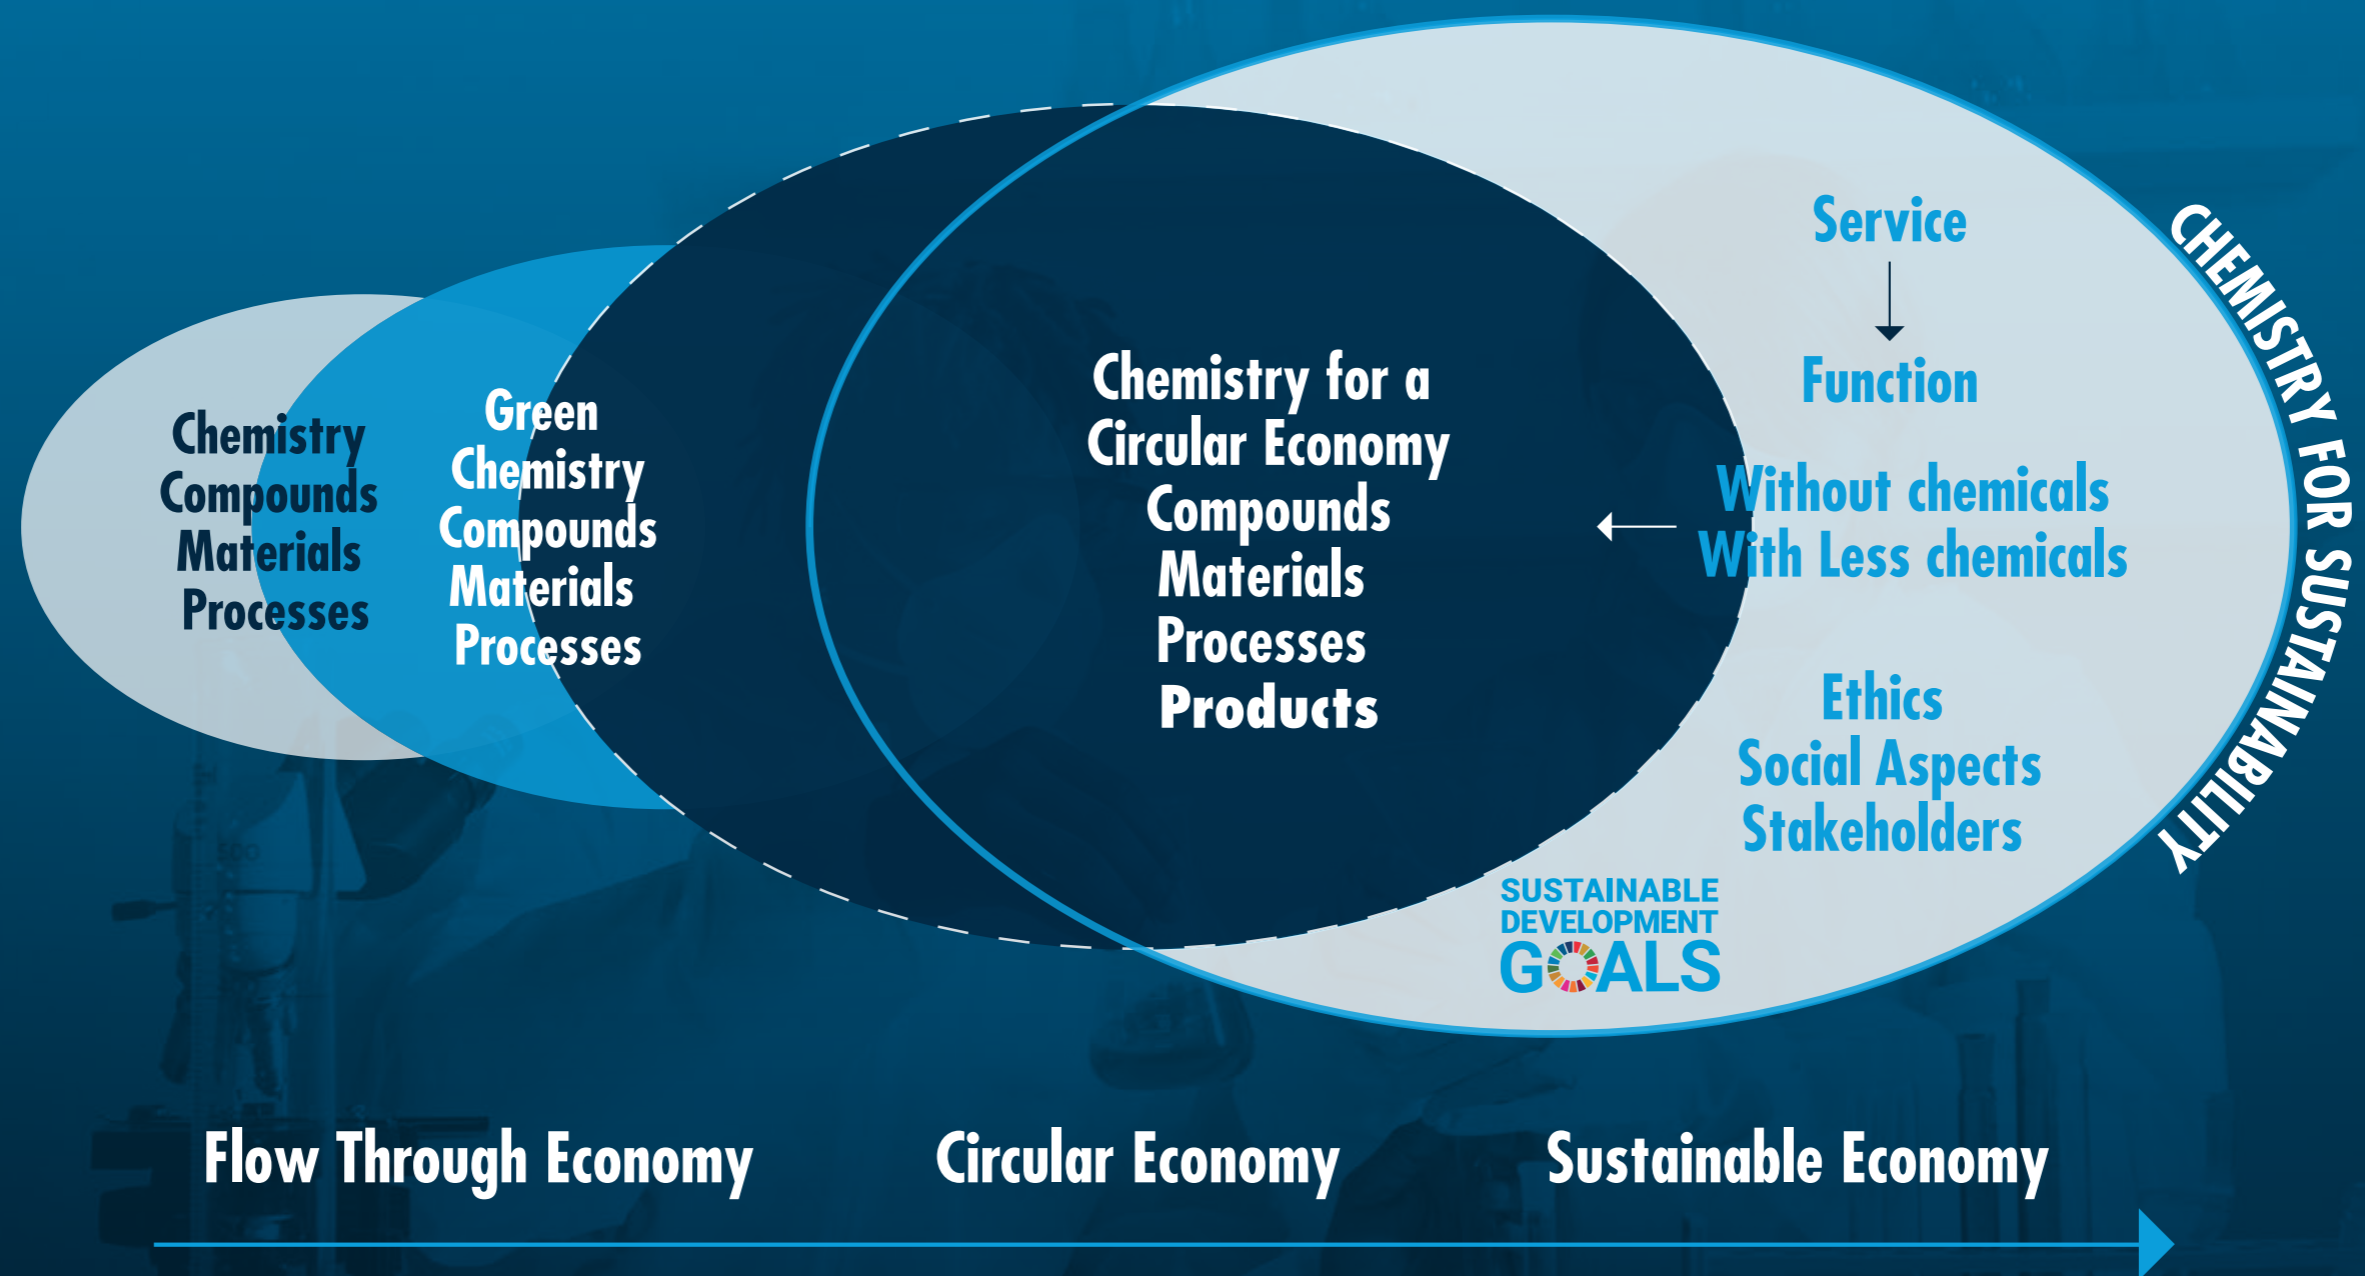 Chemistry
Compounds
Materials
Processes
Green
Chemistry
Compounds
Materials
Processes
Chemistry for a
Circular Economy
Compounds
Materials
Processes
Products
Service
Function
Without chemicals
With Less chemicals
Ethics
Social Aspects
Stakeholders
SUSTAINABLE
DEVELOPMENT
GOALS
CHEMISTRY FOR SUSTAINABILITY
Flow Through Economy
Circular Economy
Sustainable Economy